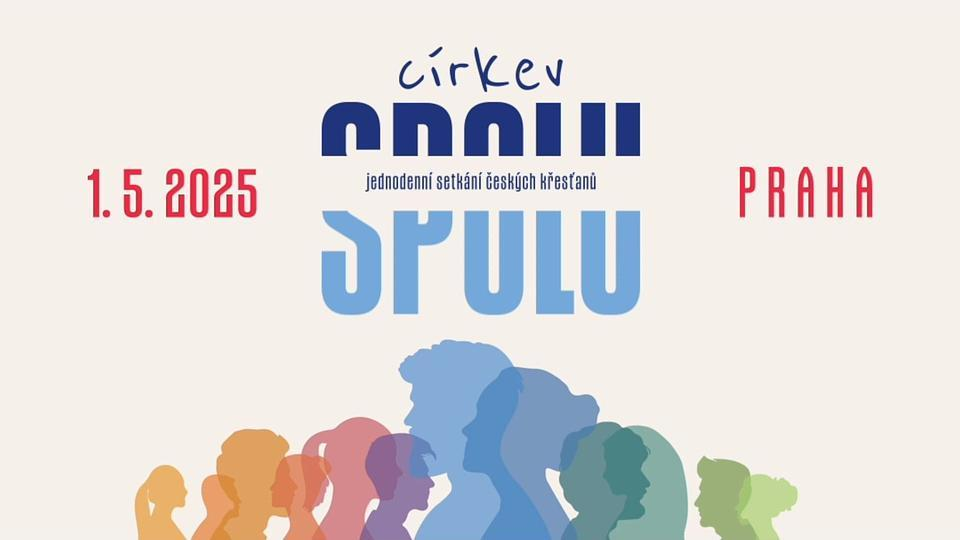 církev
SPOLU
1. 5. 2025
jednodenní setkání českých křesťanů
PRAHA